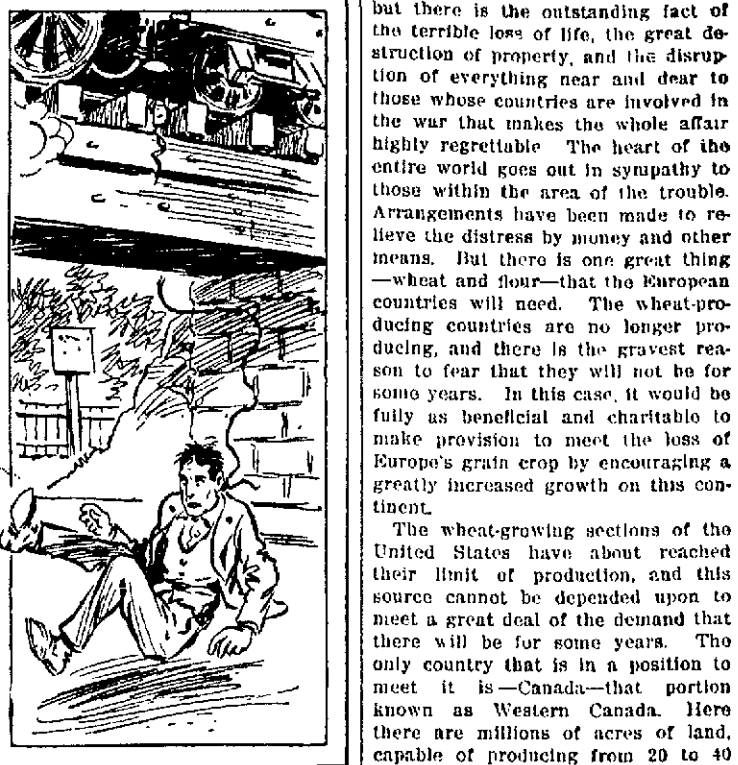 but there is the outstanding fact of
the terrible loss of life, the great de-
struction of property, and the disrup-
tion of everything near and dear to
those whose countries are involved in
the war that makes the whole affair
highly regrettable The heart of the
entire world goes out in sympathy to
those within the area of the trouble.
Arrangements have been made to re-
lieve the distress by money and other
means. But there is one great thing
—wheat and flour—that the European
countries will need. The wheat-pro-
ducing countries are no longer pro-
ducing, and there is the gravest rea-
son to fear that they will not be for
some years. In this case, it would be
fully as beneficial and charitable to
make provision to meet the loss of
Europe's grain crop by encouraging a
greatly increased growth on this con-
tinent.
The wheat-growing sections of the
United States have about reached
their limit of production, and this
source cannot be depended upon to
meet a great deal of the demand that
there will be for some years. The
only country that is in a position to
meet it is—Canada—that portion
known as Western Canada. Here
there are millions of acres of land,
capable of producing from 20 to 40